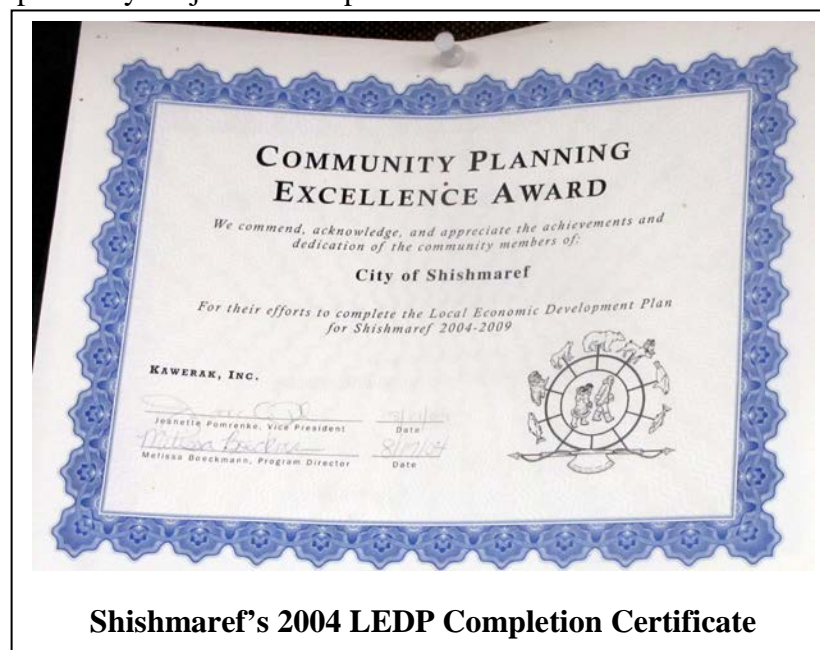 COMMUNITY PLANNING
EXCELLENCE AWARD
We commend, acknowledge, and appreciate the achievements and
dedication of the community members of:
City of Shishmaref
For their efforts to complete the Local Economic Development Plan
for Shishmaref 2004-2009
KAWERAK, INC.
Jeanette Pomrenke, Vice President
Date
Melissa Boeckmann
8/17/04
Melissa Boeckmann, Program Director
Date
Shishmaref's 2004 LEDP Completion Certificate